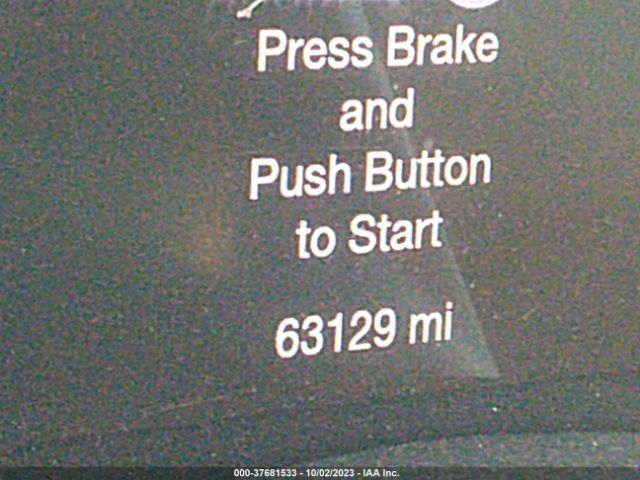 Press Brake
and
Push Button
to Start
63129 mi
000-37681533 - 10/02/2023 - IAA Inc.